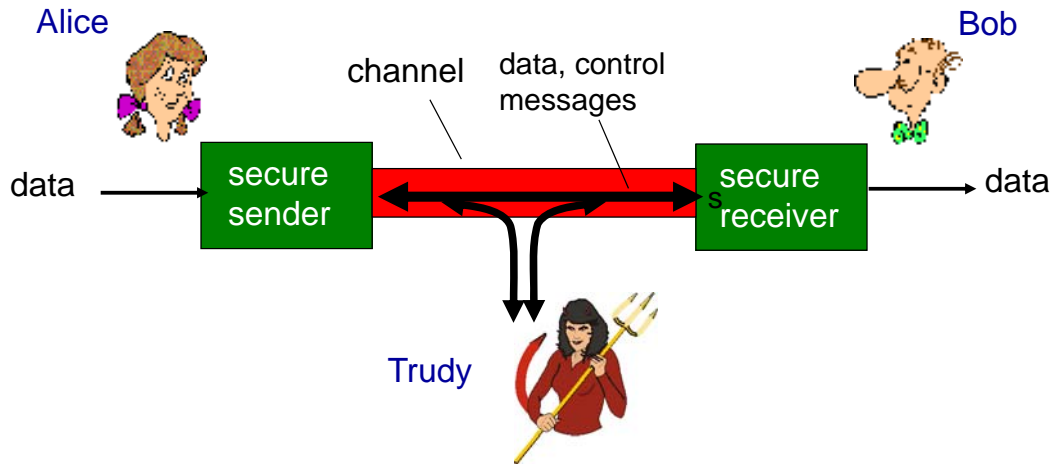 Alice
Bob
channel
data, control
messages
data
secure
sender
s
secure
receiver
data
Trudy